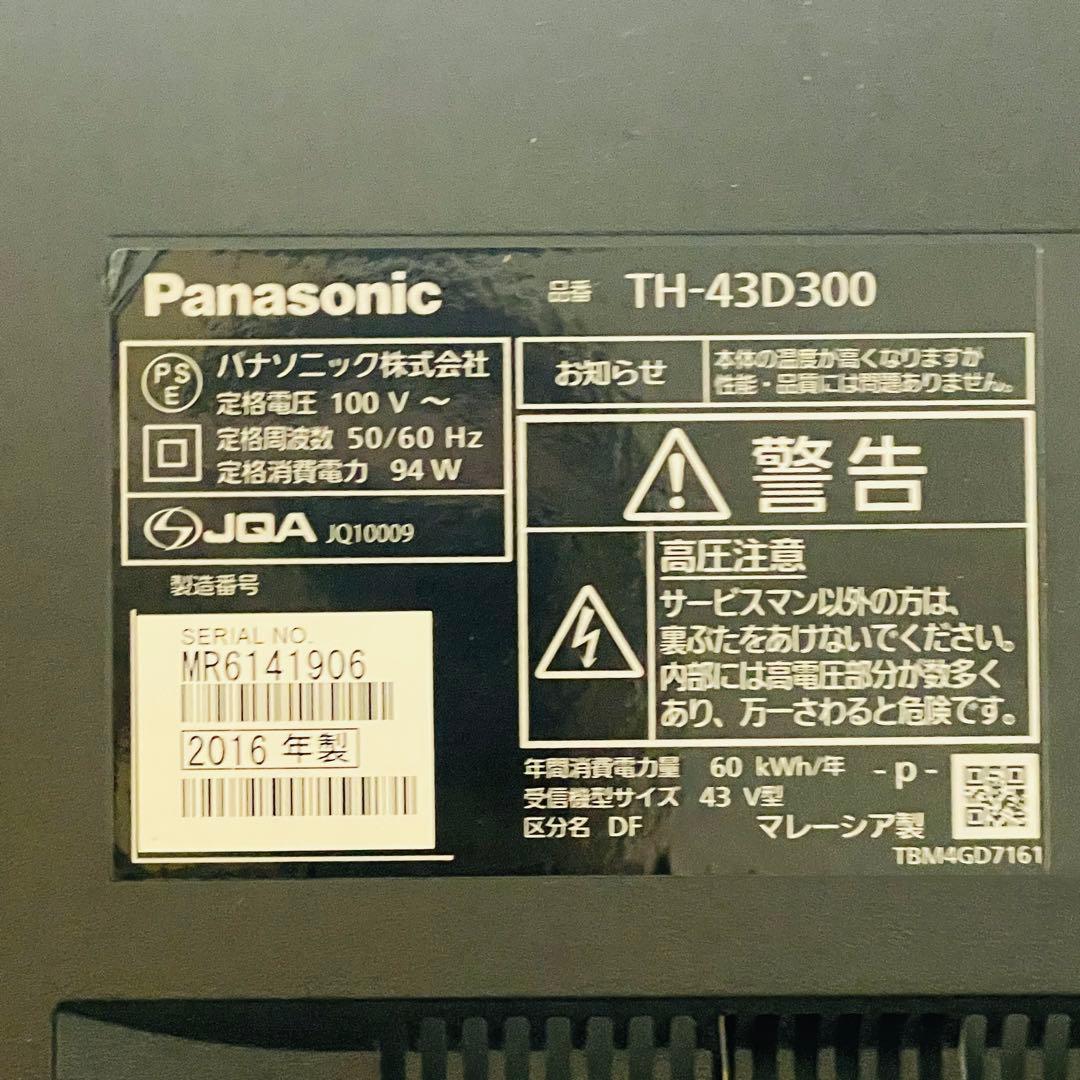 Panasonic
品番 TH-43D300
PS
E
パナソニック株式会社
定格電圧 100 V ～
定格周波数 50/60 Hz
定格消費電力 94 W
JQA JQ10009
製造番号
SERIAL NO.
MR6141906
2016 年製
お知らせ
本体の温度が高くなりますが
性能・品質には問題ありません。
警告
高圧注意
サービスマン以外の方は、
裏ぶたをあけないでください。
内部には高電圧部分が数多く
あり、万一さわると危険です。
年間消費電力量 60 kWh/年 - p -
受信機型サイズ 43 V型
区分名 DF マレーシア製
TBM4GD7161